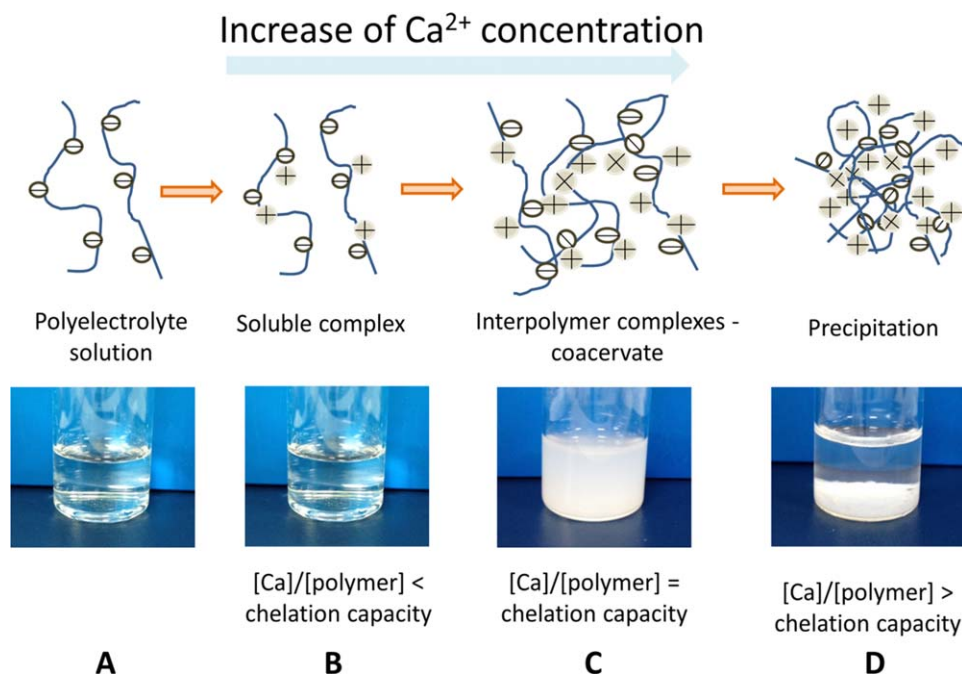 Increase of Ca²⁺ concentration
Polyelectrolyte
solution
Soluble complex
Interpolymer complexes -
coacervate
Precipitation
[Ca]/[polymer] <
chelation capacity
[Ca]/[polymer] =
chelation capacity
[Ca]/[polymer] >
chelation capacity
A
B
C
D